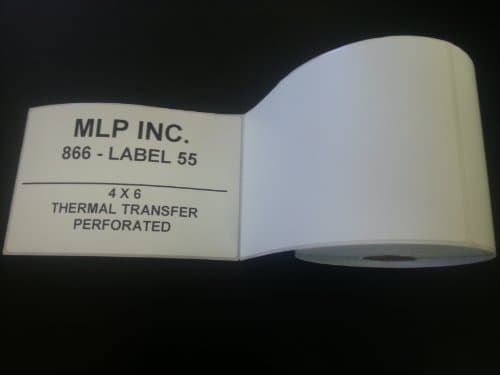 MLP INC.
866 - LABEL 55
4 X 6
THERMAL TRANSFER
PERFORATED